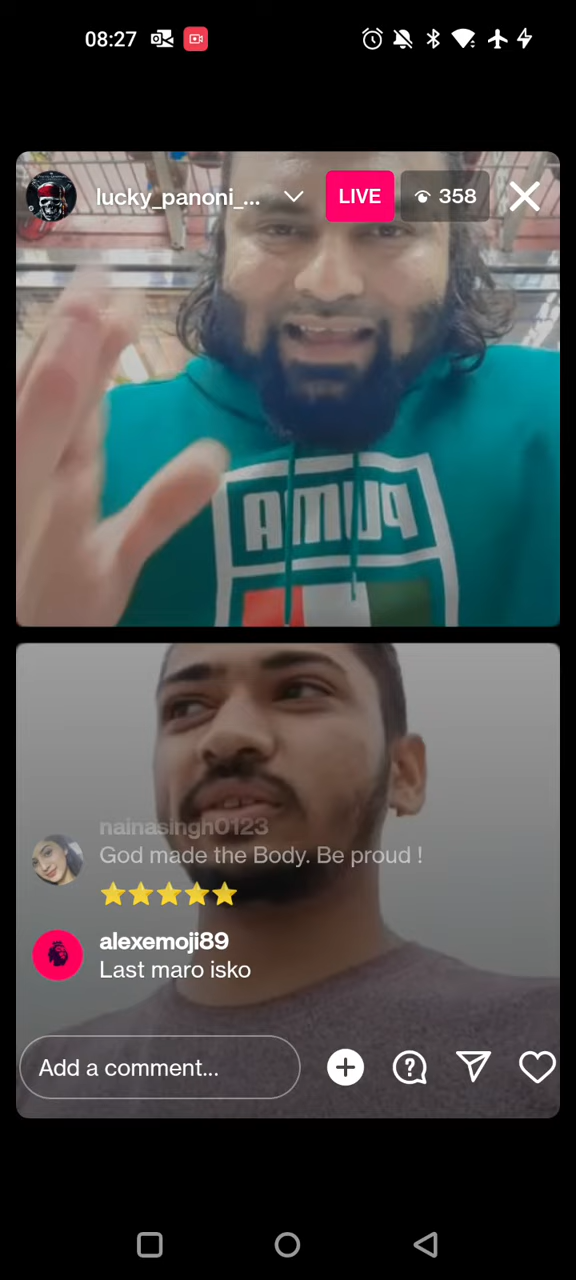 08:27
lucky_panoni_...
LIVE
358
PUMA
nainasingh0123
God made the Body. Be proud !
⭐⭐⭐⭐⭐
alexemoji89
Last maro isko
Add a comment...